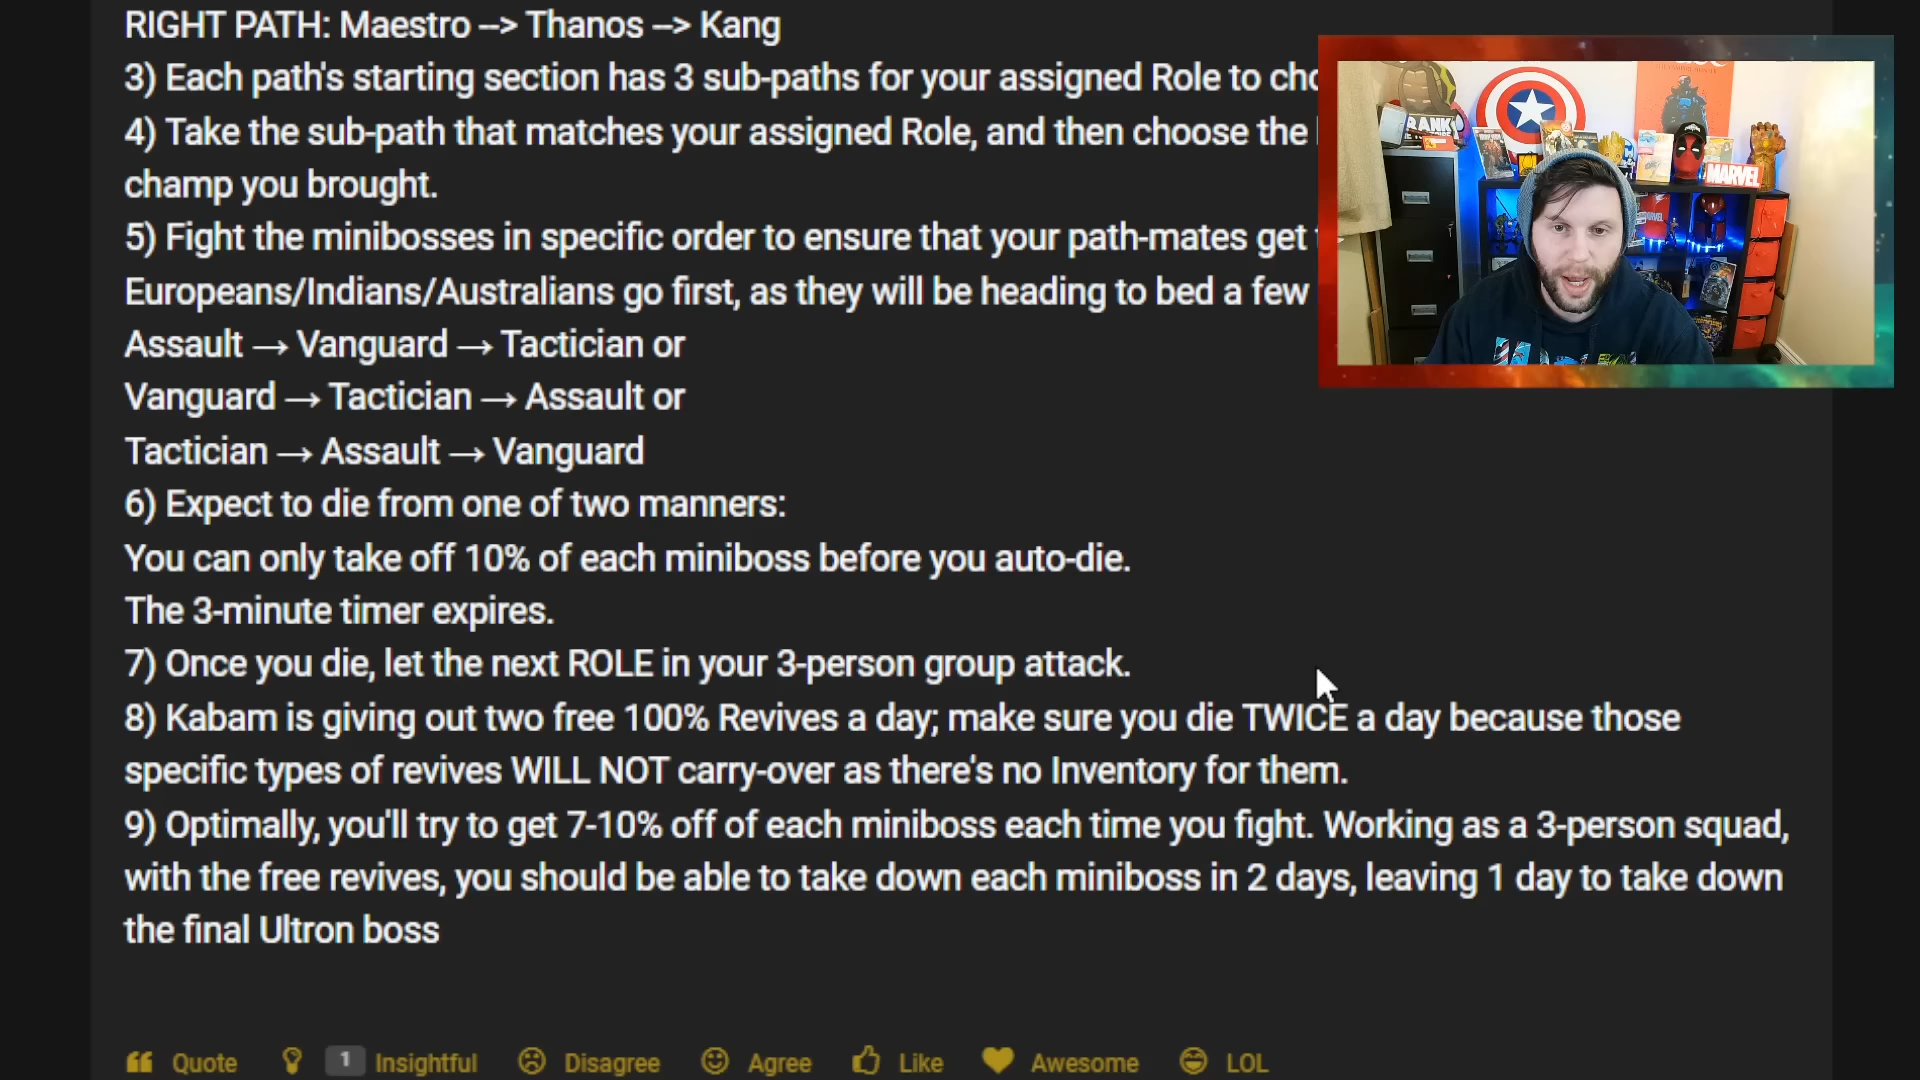 RIGHT PATH: Maestro --> Thanos --> Kang
3) Each path's starting section has 3 sub-paths for your assigned Role to
4) Take the sub-path that matches your assigned Role, and then choose the
champ you brought.
5) Fight the minibosses in specific order to ensure that your path-mates get
Europeans/Indians/Australians go first, as they will be heading to bed a few
Assault → Vanguard → Tactician or
Vanguard → Tactician → Assault or
Tactician → Assault → Vanguard
6) Expect to die from one of two manners:
You can only take off 10% of each miniboss before you auto-die.
The 3-minute timer expires.
7) Once you die, let the next ROLE in your 3-person group attack.
8) Kabam is giving out two free 100% Revives a day; make sure you die TWICE a day because those
specific types of revives WILL NOT carry-over as there's no Inventory for them.
9) Optimally, you'll try to get 7-10% off of each miniboss each time you fight. Working as a 3-person squad,
with the free revives, you should be able to take down each miniboss in 2 days, leaving 1 day to take down
the final Ultron boss
Quote 1 Insightful Disagree Agree Like Awesome LOL
MARVEL